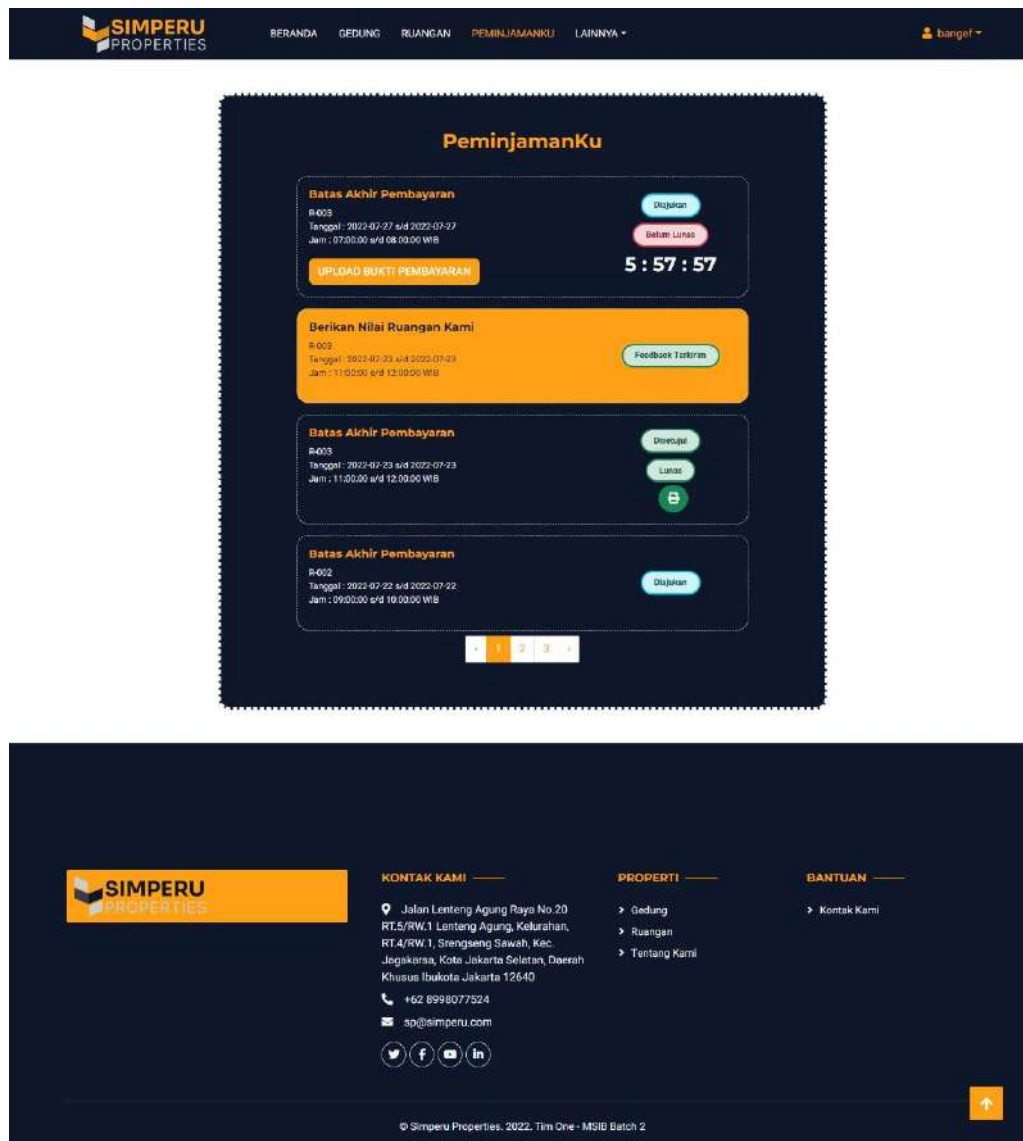 SIMPERU
PROPERTIES
BERANDA GEDUNG RUANGAN PEMINJAMANKU LAINNYA
bangef
PeminjamanKu
Batas Akhir Pembayaran
R-003
Tanggal : 2022-07-27 s/d 2022-07-27
Jam : 07:00:00 s/d 08:00:00 WIB
UPLOAD BUKTI PEMBAYARAN
Diajukan
Belum Lunas
5 : 57 : 57
Berikan Nilai Ruangan Kami
R-003
Tanggal : 2022-07-23 s/d 2022-07-23
Jam : 11:00:00 s/d 12:00:00 WIB
Feedback Terkirim
Batas Akhir Pembayaran
R-003
Tanggal : 2022-07-23 s/d 2022-07-23
Jam : 11:00:00 s/d 12:00:00 WIB
Disetujui
Lunas
Batas Akhir Pembayaran
R-002
Tanggal : 2022-07-22 s/d 2022-07-22
Jam : 09:00:00 s/d 10:00:00 WIB
Diajukan
‹ 1 2 3 ›
SIMPERU
PROPERTIES
KONTAK KAMI
Jalan Lenteng Agung Raya No.20
RT.5/RW.1 Lenteng Agung, Kelurahan,
RT.4/RW.1, Srengseng Sawah, Kec.
Jagakarsa, Kota Jakarta Selatan, Daerah
Khusus Ibukota Jakarta 12640
+62 8998077524
sp@simperu.com
PROPERTI
> Gedung
> Ruangan
> Tentang Kami
BANTUAN
> Kontak Kami
© Simperu Properties. 2022. Tim One - MSIB Batch 2